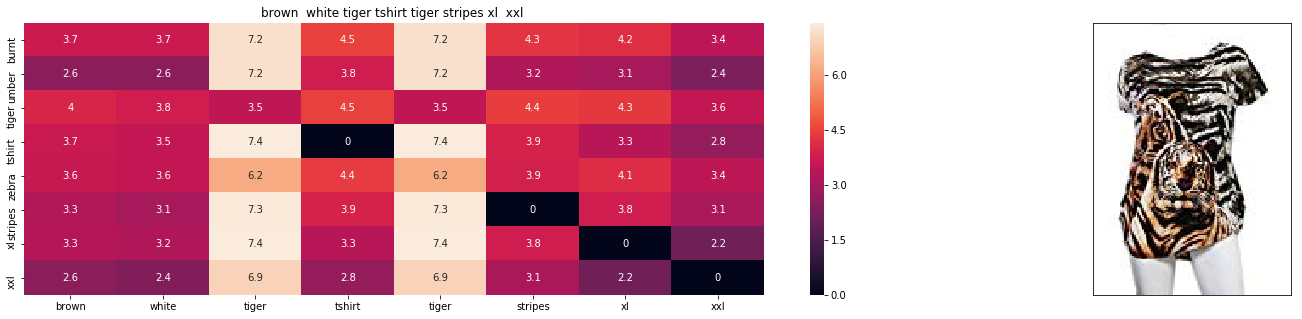 brown  white tiger tshirt tiger stripes xl  xxl
burnt 3.7 3.7 7.2 4.5 7.2 4.3 4.2 3.4
umber 2.6 2.6 7.2 3.8 7.2 3.2 3.1 2.4
tiger 4 3.8 3.5 4.5 3.5 4.4 4.3 3.6
tshirt 3.7 3.5 7.4 0 7.4 3.9 3.3 2.8
zebra 3.6 3.6 6.2 4.4 6.2 3.9 4.1 3.4
stripes 3.3 3.1 7.3 3.9 7.3 0 3.8 3.1
xl 3.3 3.2 7.4 3.3 7.4 3.8 0 2.2
xxl 2.6 2.4 6.9 2.8 6.9 3.1 2.2 0
brown white tiger tshirt tiger stripes xl xxl
6.0
4.5
3.0
1.5
0.0